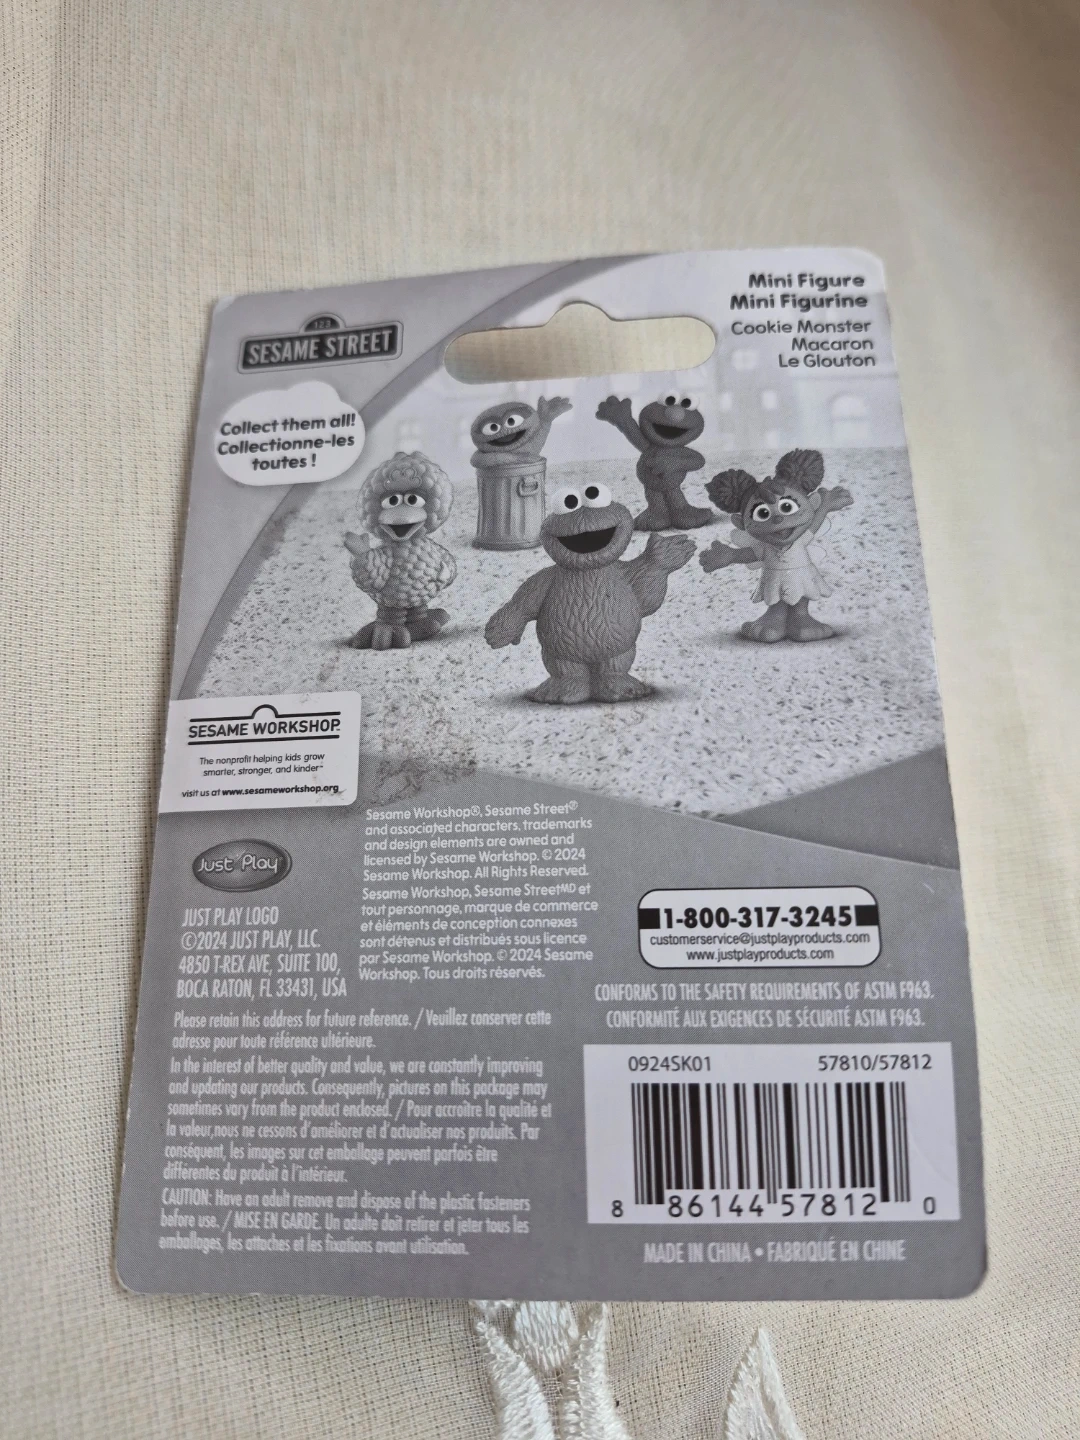 123
SESAME STREET
Mini Figure
Mini Figurine
Cookie Monster
Macaron
Le Glouton
Collect them all!
Collectionne-les
toutes !
SESAME WORKSHOP
The nonprofit helping kids grow
smarter, stronger, and kinder™
visit us at www.sesameworkshop.org
Just Play
JUST PLAY LOGO
©2024 JUST PLAY, LLC.
4850 T-REX AVE, SUITE 100,
BOCA RATON, FL 33431, USA
Sesame Workshop®, Sesame Street®
and associated characters, trademarks
and design elements are owned and
licensed by Sesame Workshop. © 2024
Sesame Workshop. All Rights Reserved.
Sesame Workshop, Sesame Streetᴹᴰ et
tout personnage, marque de commerce
et éléments de conception connexes
sont détenus et distribués sous licence
par Sesame Workshop. © 2024 Sesame
Workshop. Tous droits réservés.
Please retain this address for future reference. / Veuillez conserver cette
adresse pour toute référence ultérieure.
In the interest of better quality and value, we are constantly improving
and updating our products. Consequently, pictures on this package may
sometimes vary from the product enclosed. / Pour accroître la qualité et
la valeur,nous ne cessons d'améliorer et d'actualiser nos produits. Par
conséquent, les images sur cet emballage peuvent parfois être
différentes du produit à l'intérieur.
CAUTION: Have an adult remove and dispose of the plastic fasteners
before use. / MISE EN GARDE. Un adulte doit retirer et jeter tous les
emballages, les attaches et les fixations avant utilisation.
1-800-317-3245
customerservice@justplayproducts.com
www.justplayproducts.com
CONFORMS TO THE SAFETY REQUIREMENTS OF ASTM F963.
CONFORMITÉ AUX EXIGENCES DE SÉCURITÉ ASTM F963.
0924SK01 57810/57812
8 86144 57812 0
MADE IN CHINA • FABRIQUÉ EN CHINE